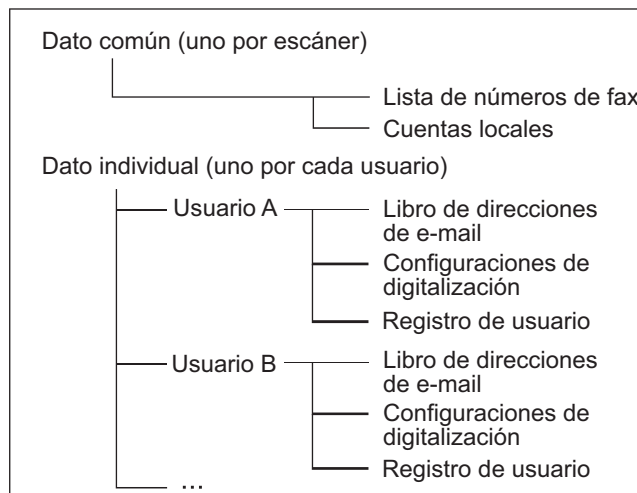 Dato común (uno por escáner)
Lista de números de fax
Cuentas locales
Dato individual (uno por cada usuario)
Usuario A
Libro de direcciones
de e-mail
Configuraciones de
digitalización
Registro de usuario
Usuario B
Libro de direcciones
de e-mail
Configuraciones de
digitalización
Registro de usuario
...